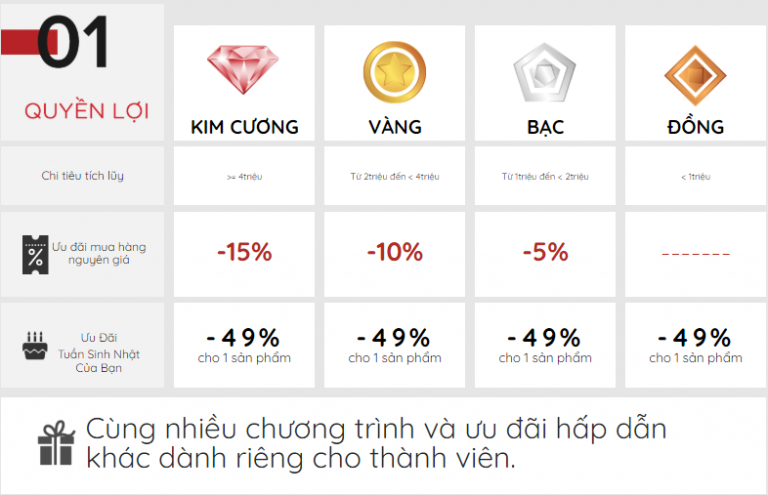 01
QUYỀN LỢI
KIM CƯƠNG
VÀNG
BẠC
ĐỒNG
Chi tiêu tích lũy
>= 4triệu
Từ 2triệu đến < 4triệu
Từ 1triệu đến < 2triệu
< 1triệu
Ưu đãi mua hàng
nguyên giá
-15%
-10%
-5%
-------
Ưu Đãi
Tuần Sinh Nhật
Của Bạn
-49%
cho 1 sản phẩm
-49%
cho 1 sản phẩm
-49%
cho 1 sản phẩm
-49%
cho 1 sản phẩm
Cùng nhiều chương trình và ưu đãi hấp dẫn
khác dành riêng cho thành viên.